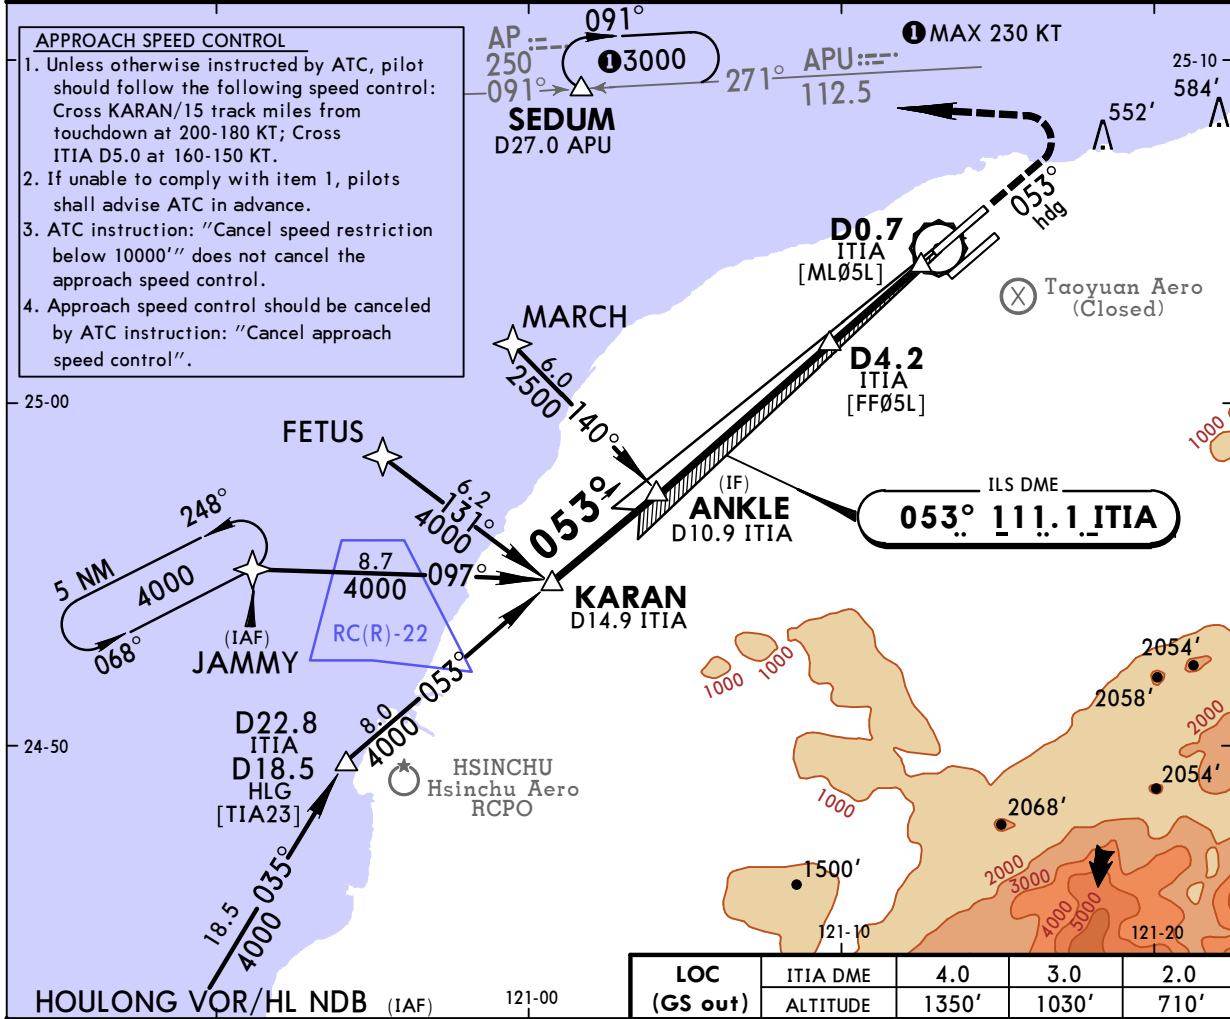 APPROACH SPEED CONTROL
1. Unless otherwise instructed by ATC, pilot
should follow the following speed control:
Cross KARAN/15 track miles from
touchdown at 200-180 KT; Cross
ITIA D5.0 at 160-150 KT.
2. If unable to comply with item 1, pilots
shall advise ATC in advance.
3. ATC instruction: "Cancel speed restriction
below 10000'" does not cancel the
approach speed control.
4. Approach speed control should be canceled
by ATC instruction: "Cancel approach
speed control".
091°
AP
250
091°
1 3000
271°
APU
112.5
SEDUM
D27.0 APU
1 MAX 230 KT
25-10
584'
552'
053°
hdg
D0.7
ITIA
[MLØ5L]
Taoyuan Aero
(Closed)
MARCH
6.0
2500
140°
D4.2
ITIA
[FFØ5L]
25-00
1000
FETUS
6.2
131°
4000
053°
(IF)
ANKLE
D10.9 ITIA
ILS DME
053° 111.1 ITIA
248°
5 NM
4000
068°
(IAF)
JAMMY
8.7
4000
097°
RC(R)-22
KARAN
D14.9 ITIA
053°
8.0
4000
D22.8
ITIA
D18.5
HLG
[TIA23]
24-50
HSINCHU
Hsinchu Aero
RCPO
035°
18.5
4000
HOULONG VOR/HL NDB (IAF)
121-00
1000
1000
1000
2054'
2058'
2000
2054'
2068'
2000
3000
4000
5000
1500'
121-10
121-20
LOC
(GS out)
ITIA DME 4.0 3.0 2.0
ALTITUDE 1350' 1030' 710'